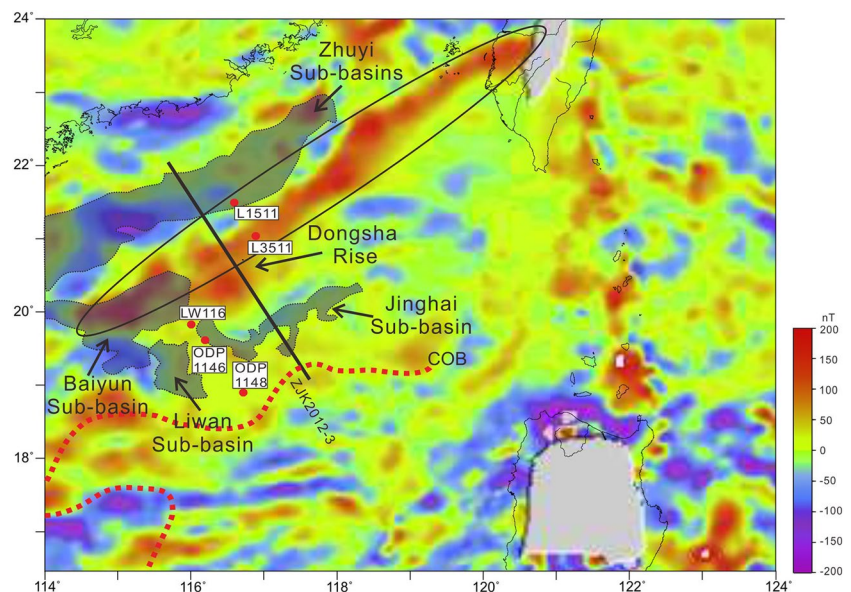 24°
Zhuyi
Sub-basins
22°
L1511
L3511
Dongsha
Rise
20°
LW116
Jinghai
Sub-basin
ODP
1146
ODP
1148
COB
Baiyun
Sub-basin
Liwan
Sub-basin
ZJK2012-3
18°
114°
116°
118°
120°
122°
124°
nT
200
150
100
50
0
-50
-100
-150
-200